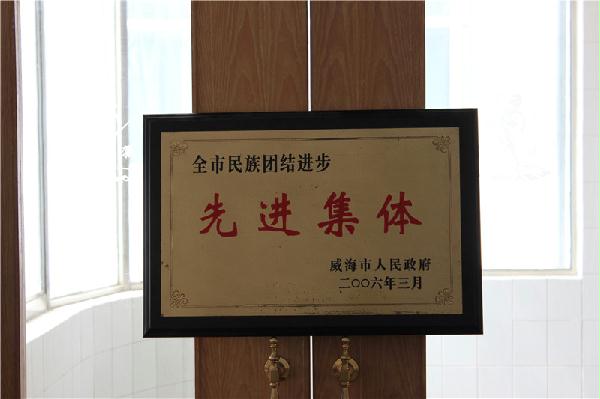 全市民族团结进步
先进集体
威海市人民政府
二〇〇六年三月